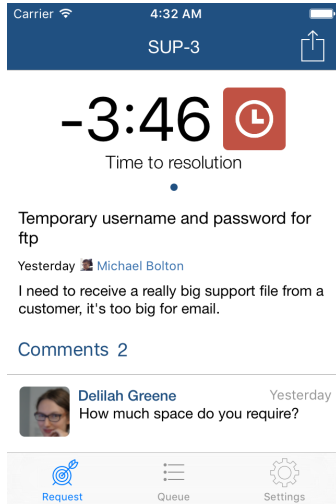 Carrier 4:32 AM
SUP-3
-3:46
Time to resolution
Temporary username and password for
ftp
Yesterday Michael Bolton
I need to receive a really big support file from a
customer, it's too big for email.
Comments 2
Delilah Greene Yesterday
How much space do you require?
Request Queue Settings